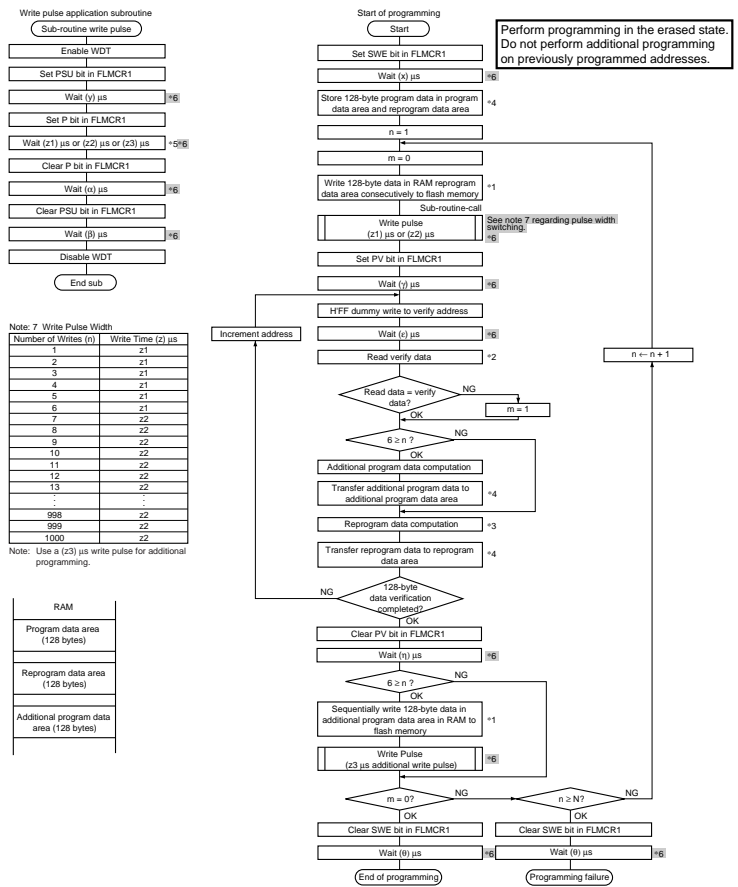 Write pulse application subroutine
Sub-routine write pulse
Enable WDT
Set PSU bit in FLMCR1
Wait (y) μs
*6
Set P bit in FLMCR1
Wait (z1) μs or (z2) μs or (z3) μs
*5*6
Clear P bit in FLMCR1
Wait (α) μs
*6
Clear PSU bit in FLMCR1
Wait (β) μs
*6
Disable WDT
End sub
Note: 7 Write Pulse Width
Number of Writes (n) Write Time (z) μs
1 z1
2 z1
3 z1
4 z1
5 z1
6 z1
7 z2
8 z2
9 z2
10 z2
11 z2
12 z2
13 z2
998 z2
999 z2
1000 z2
Note: Use a (z3) μs write pulse for additional
programming.
RAM
Program data area
(128 bytes)
Reprogram data area
(128 bytes)
Additional program data
area (128 bytes)
Start of programming
Start
Perform programming in the erased state.
Do not perform additional programming
on previously programmed addresses.
Set SWE bit in FLMCR1
Wait (x) μs
*6
Store 128-byte program data in program
data area and reprogram data area
*4
n = 1
m = 0
Write 128-byte data in RAM reprogram
data area consecutively to flash memory
*1
Sub-routine-call
Write pulse
(z1) μs or (z2) μs
See note 7 regarding pulse width
switching.
*6
Set PV bit in FLMCR1
Wait (γ) μs
*6
H'FF dummy write to verify address
Increment address
Wait (ε) μs
*6
Read verify data
*2
n ← n + 1
Read data = verify
data?
NG
m = 1
OK
6 ≥ n ?
NG
OK
Additional program data computation
Transfer additional program data to
additional program data area
*4
Reprogram data computation
*3
Transfer reprogram data to reprogram
data area
*4
128-byte
data verification
completed?
NG
OK
Clear PV bit in FLMCR1
Wait (η) μs
*6
6 ≥ n ?
NG
OK
Sequentially write 128-byte data in
additional program data area in RAM to
flash memory
*1
Write Pulse
(z3 μs additional write pulse)
*6
m = 0?
NG
n ≥ N?
NG
OK
OK
Clear SWE bit in FLMCR1
Clear SWE bit in FLMCR1
Wait (θ) μs
*6
Wait (θ) μs
*6
End of programming
Programming failure